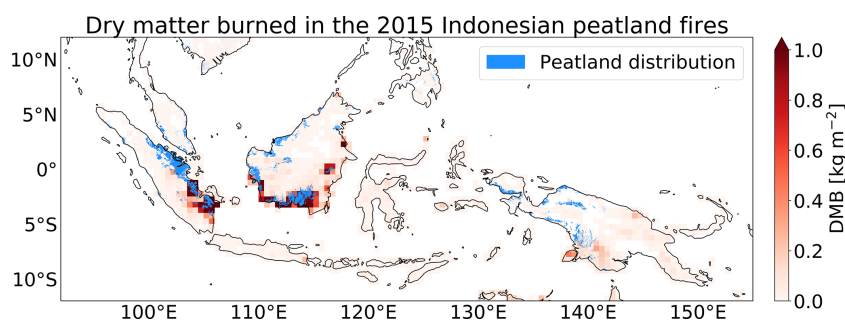 Dry matter burned in the 2015 Indonesian peatland fires
Peatland distribution
10°N
5°N
0°
5°S
10°S
100°E 110°E 120°E 130°E 140°E 150°E
1.0
0.8
0.6
0.4
0.2
0.0
DMB [kg m⁻²]